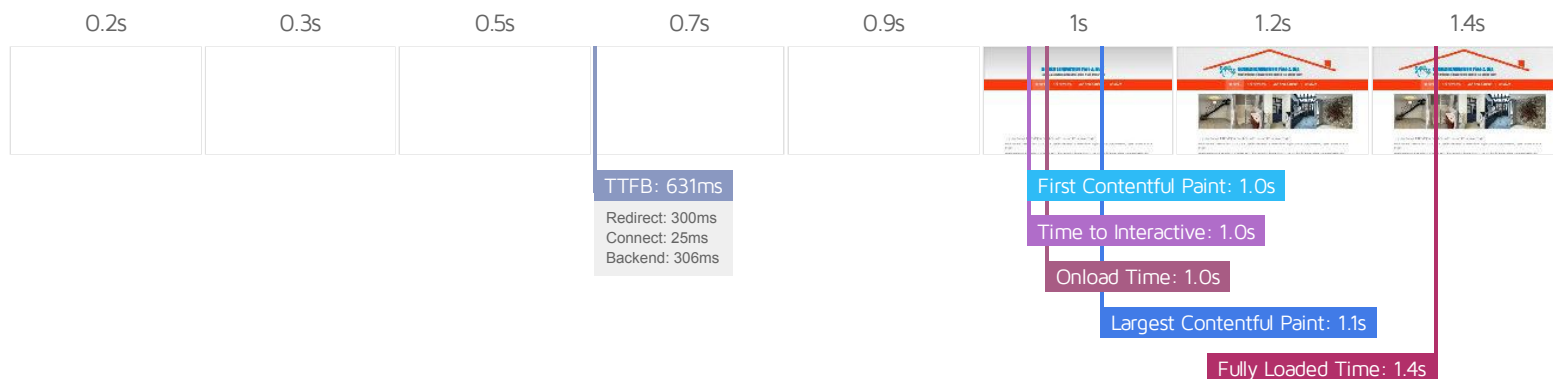 0.2s
0.3s
0.5s
0.7s
0.9s
1s
1.2s
1.4s
TTFB: 631ms
Redirect: 300ms
Connect: 25ms
Backend: 306ms
First Contentful Paint: 1.0s
Time to Interactive: 1.0s
Onload Time: 1.0s
Largest Contentful Paint: 1.1s
Fully Loaded Time: 1.4s